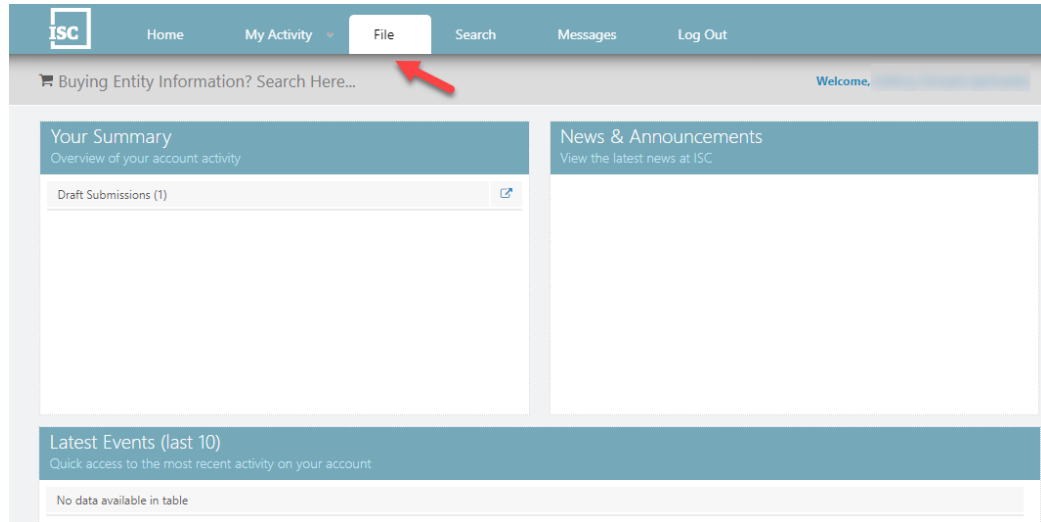 ISC Home My Activity File Search Messages Log Out
Buying Entity Information? Search Here... Welcome,
Your Summary
Overview of your account activity
Draft Submissions (1)
News & Announcements
View the latest news at ISC
Latest Events (last 10)
Quick access to the most recent activity on your account
No data available in table